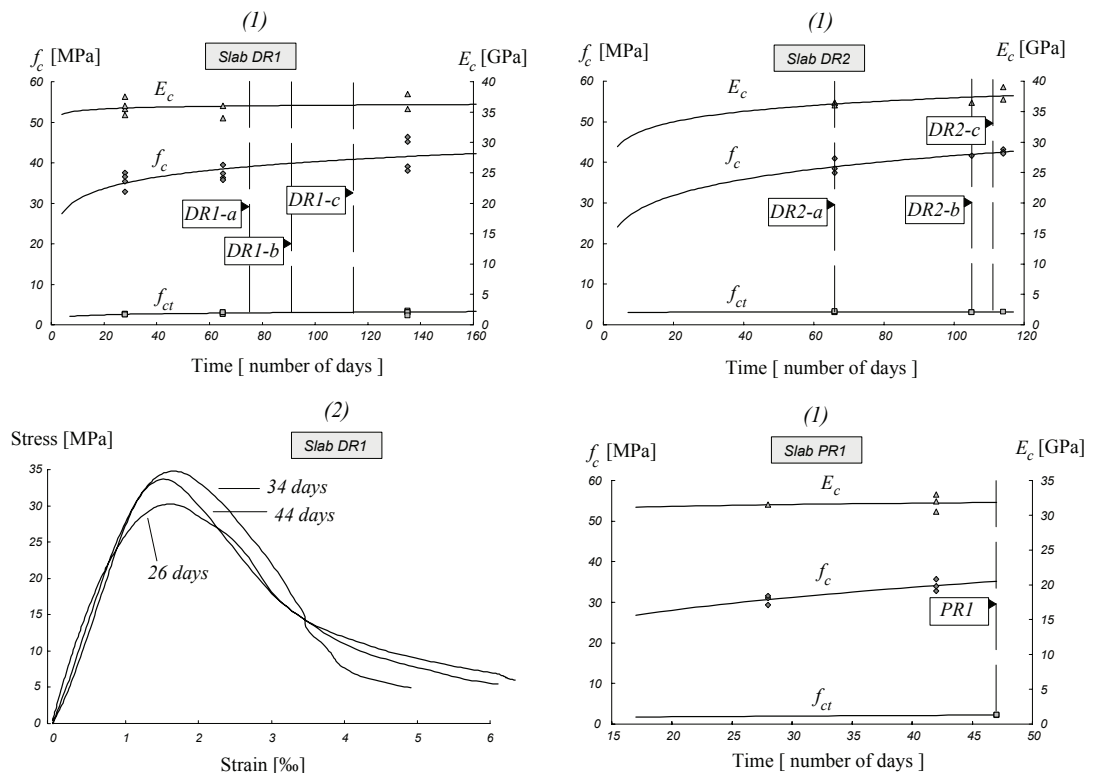 (1)
Slab DR1
f_c [MPa]
E_c [GPa]
60
50
40
30
20
10
0
40
35
30
25
20
15
10
5
0
E_c
f_c
DR1-a
DR1-b
DR1-c
f_ct
0 20 40 60 80 100 120 140 160
Time [ number of days ]
(1)
Slab DR2
f_c [MPa]
E_c [GPa]
60
50
40
30
20
10
0
40
35
30
25
20
15
10
5
0
E_c
DR2-c
f_c
DR2-a
DR2-b
f_ct
0 20 40 60 80 100 120
Time [ number of days ]
(2)
Slab DR1
Stress [MPa]
35
30
25
20
15
10
5
0
34 days
44 days
26 days
0 1 2 3 4 5 6
Strain [‰]
(1)
Slab PR1
f_c [MPa]
E_c [GPa]
60
50
40
30
20
10
0
35
30
25
20
15
10
5
0
E_c
f_c
PR1
f_ct
15 20 25 30 35 40 45 50
Time [ number of days ]